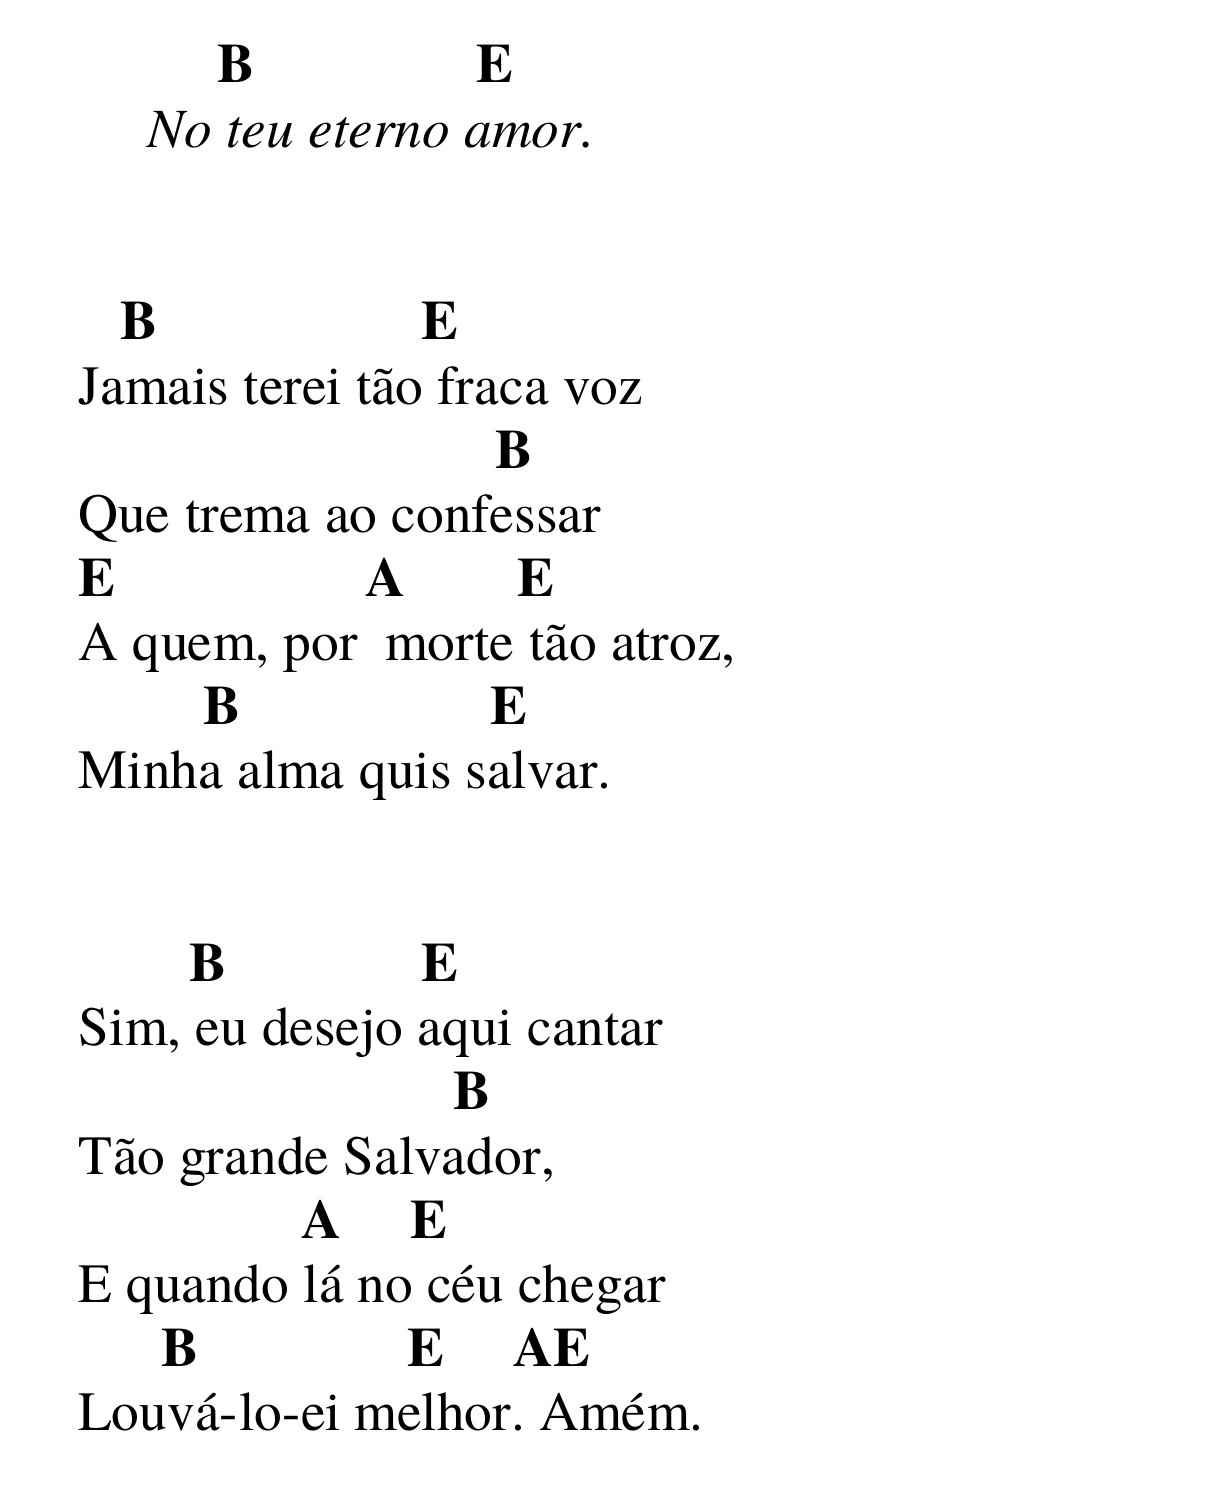 B E
No teu eterno amor.
B E
Jamais terei tão fraca voz
B
Que trema ao confessar
E A E
A quem, por  morte tão atroz,
B E
Minha alma quis salvar.
B E
Sim, eu desejo aqui cantar
B
Tão grande Salvador,
A E
E quando lá no céu chegar
B E AE
Louvá-lo-ei melhor. Amém.